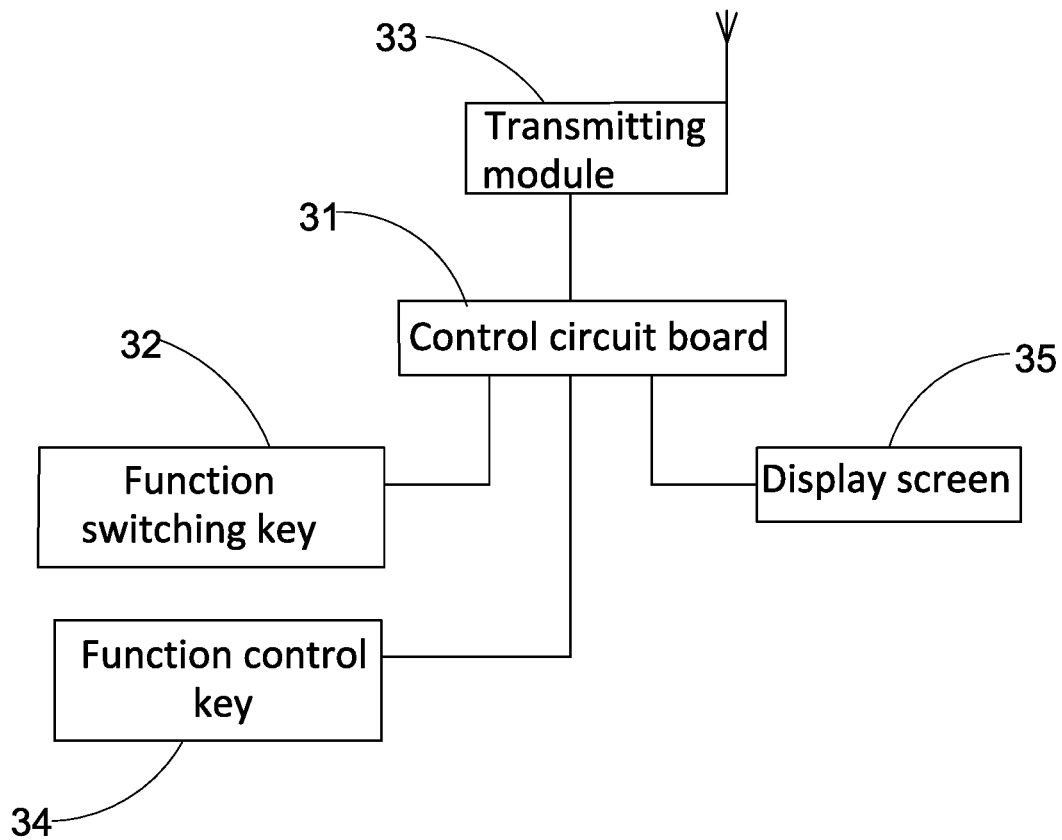 33
Transmitting
module
31
Control circuit board
32
35
Function
switching key
Display screen
Function control
key
34